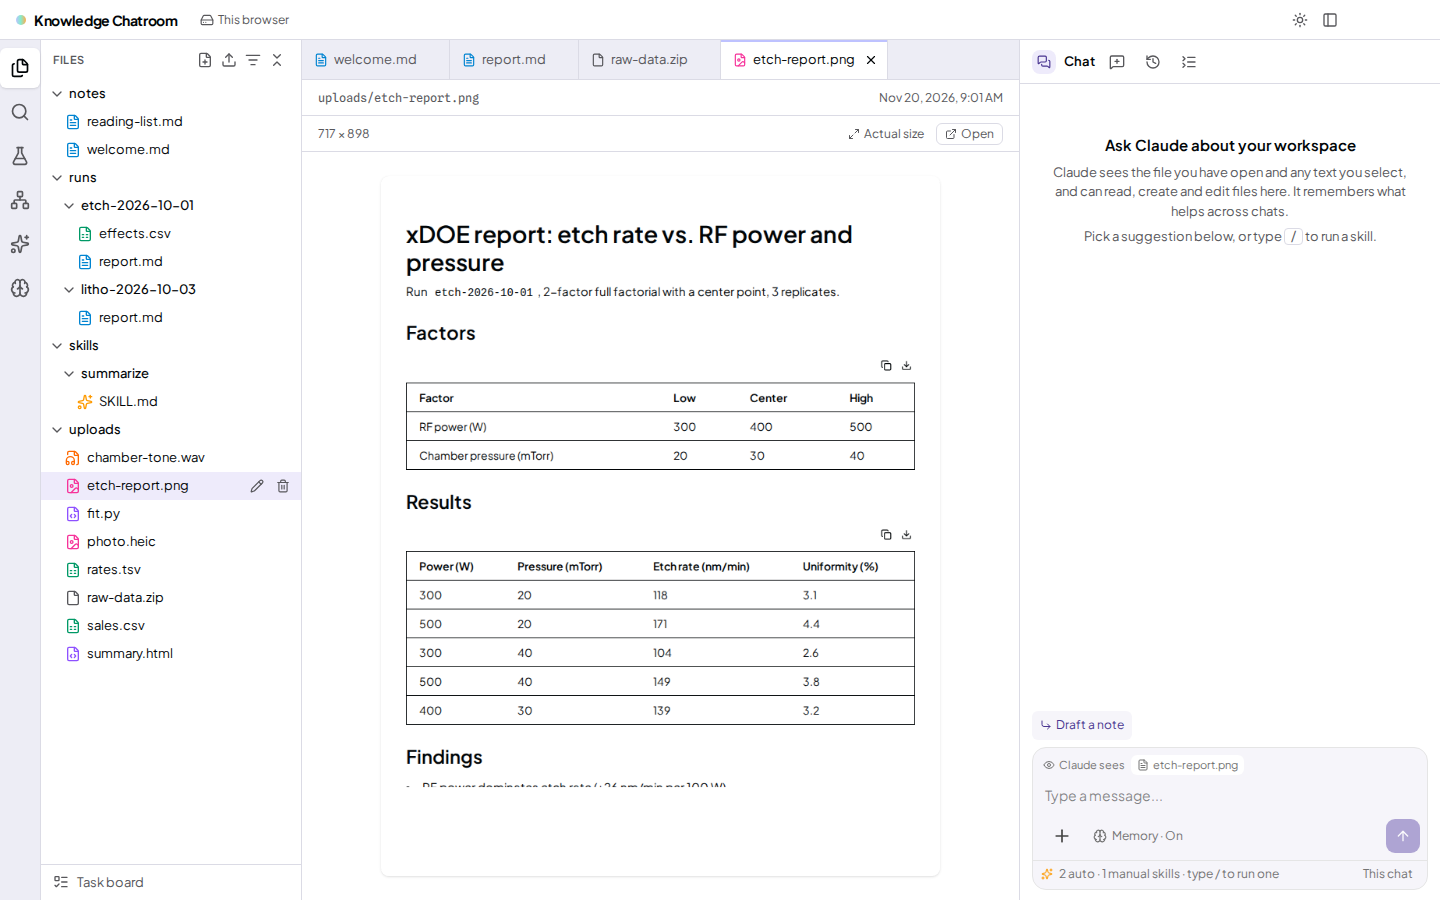 Knowledge Chatroom
This browser
FILES
notes
reading-list.md
welcome.md
runs
etch-2026-10-01
effects.csv
report.md
litho-2026-10-03
report.md
skills
summarize
SKILL.md
uploads
chamber-tone.wav
etch-report.png
fit.py
photo.heic
rates.tsv
raw-data.zip
sales.csv
summary.html
Task board
welcome.md
report.md
raw-data.zip
etch-report.png
uploads/etch-report.png
Nov 20, 2026, 9:01 AM
717 × 898
Actual size
Open
xDOE report: etch rate vs. RF power and
pressure
Run etch-2026-10-01 , 2-factor full factorial with a center point, 3 replicates.
Factors
Factor Low Center High
RF power (W) 300 400 500
Chamber pressure (mTorr) 20 30 40
Results
Power (W) Pressure (mTorr) Etch rate (nm/min) Uniformity (%)
300 20 118 3.1
500 20 171 4.4
300 40 104 2.6
500 40 149 3.8
400 30 139 3.2
Findings
RF power dominates etch rate (+26 nm/min per 100 W)
Chat
Ask Claude about your workspace
Claude sees the file you have open and any text you select,
and can read, create and edit files here. It remembers what
helps across chats.
Pick a suggestion below, or type / to run a skill.
Draft a note
Claude sees etch-report.png
Type a message...
Memory · On
2 auto · 1 manual skills · type / to run one
This chat